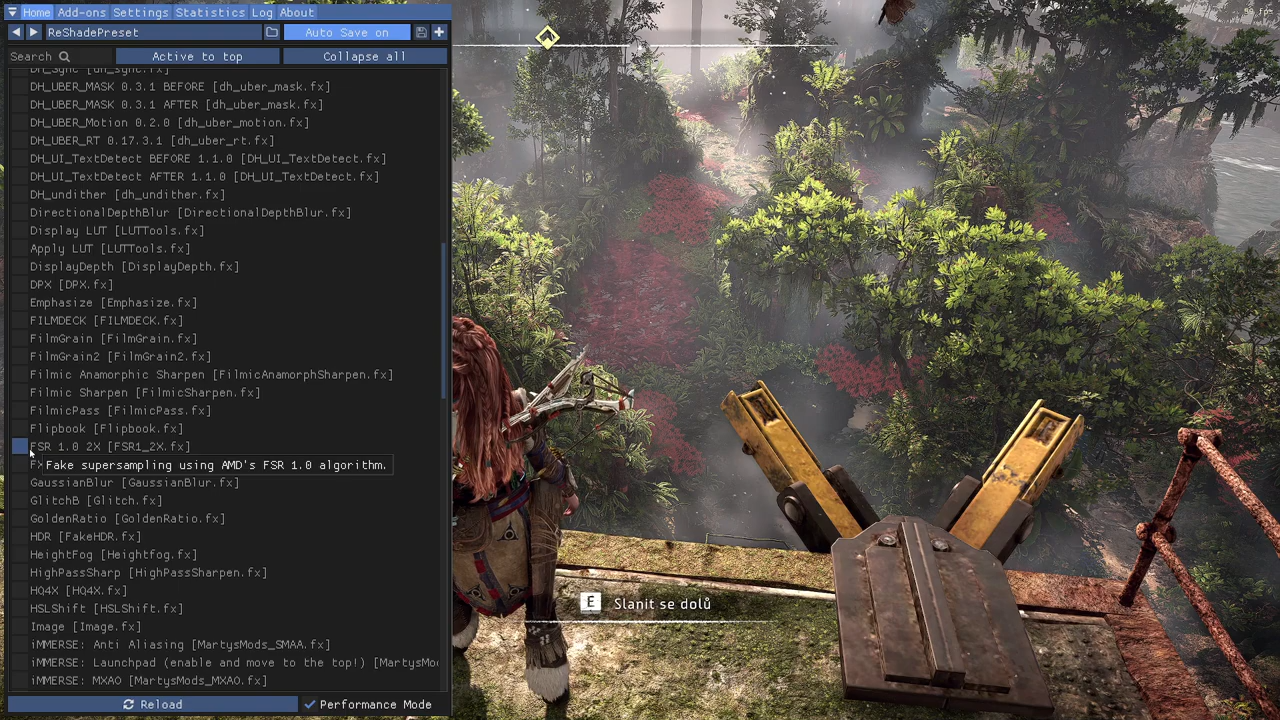 Home Add-ons Settings Statistics Log About
ReShadePreset Auto Save on
Search Active to top Collapse all
DH_sync [dh_sync.fx]
DH_UBER_MASK 0.3.1 BEFORE [dh_uber_mask.fx]
DH_UBER_MASK 0.3.1 AFTER [dh_uber_mask.fx]
DH_UBER_Motion 0.2.0 [dh_uber_motion.fx]
DH_UBER_RT 0.17.3.1 [dh_uber_rt.fx]
DH_UI_TextDetect BEFORE 1.1.0 [DH_UI_TextDetect.fx]
DH_UI_TextDetect AFTER 1.1.0 [DH_UI_TextDetect.fx]
DH_undither [dh_undither.fx]
DirectionalDepthBlur [DirectionalDepthBlur.fx]
Display LUT [LUTTools.fx]
Apply LUT [LUTTools.fx]
DisplayDepth [DisplayDepth.fx]
DPX [DPX.fx]
Emphasize [Emphasize.fx]
FILMDECK [FILMDECK.fx]
FilmGrain [FilmGrain.fx]
FilmGrain2 [FilmGrain2.fx]
Filmic Anamorphic Sharpen [FilmicAnamorphSharpen.fx]
Filmic Sharpen [FilmicSharpen.fx]
FilmicPass [FilmicPass.fx]
Flipbook [Flipbook.fx]
FSR 1.0 2X [FSR1_2X.fx]
Fake supersampling using AMD's FSR 1.0 algorithm.
GaussianBlur [GaussianBlur.fx]
GlitchB [Glitch.fx]
GoldenRatio [GoldenRatio.fx]
HDR [FakeHDR.fx]
HeightFog [Heightfog.fx]
HighPassSharp [HighPassSharpen.fx]
HQ4X [HQ4X.fx]
HSLShift [HSLShift.fx]
Image [Image.fx]
iMMERSE: Anti Aliasing [MartysMods_SMAA.fx]
iMMERSE: Launchpad (enable and move to the top!) [MartysMo
iMMERSE: MXAO [MartysMods_MXAO.fx]
Reload Performance Mode
E Slanit se dolů